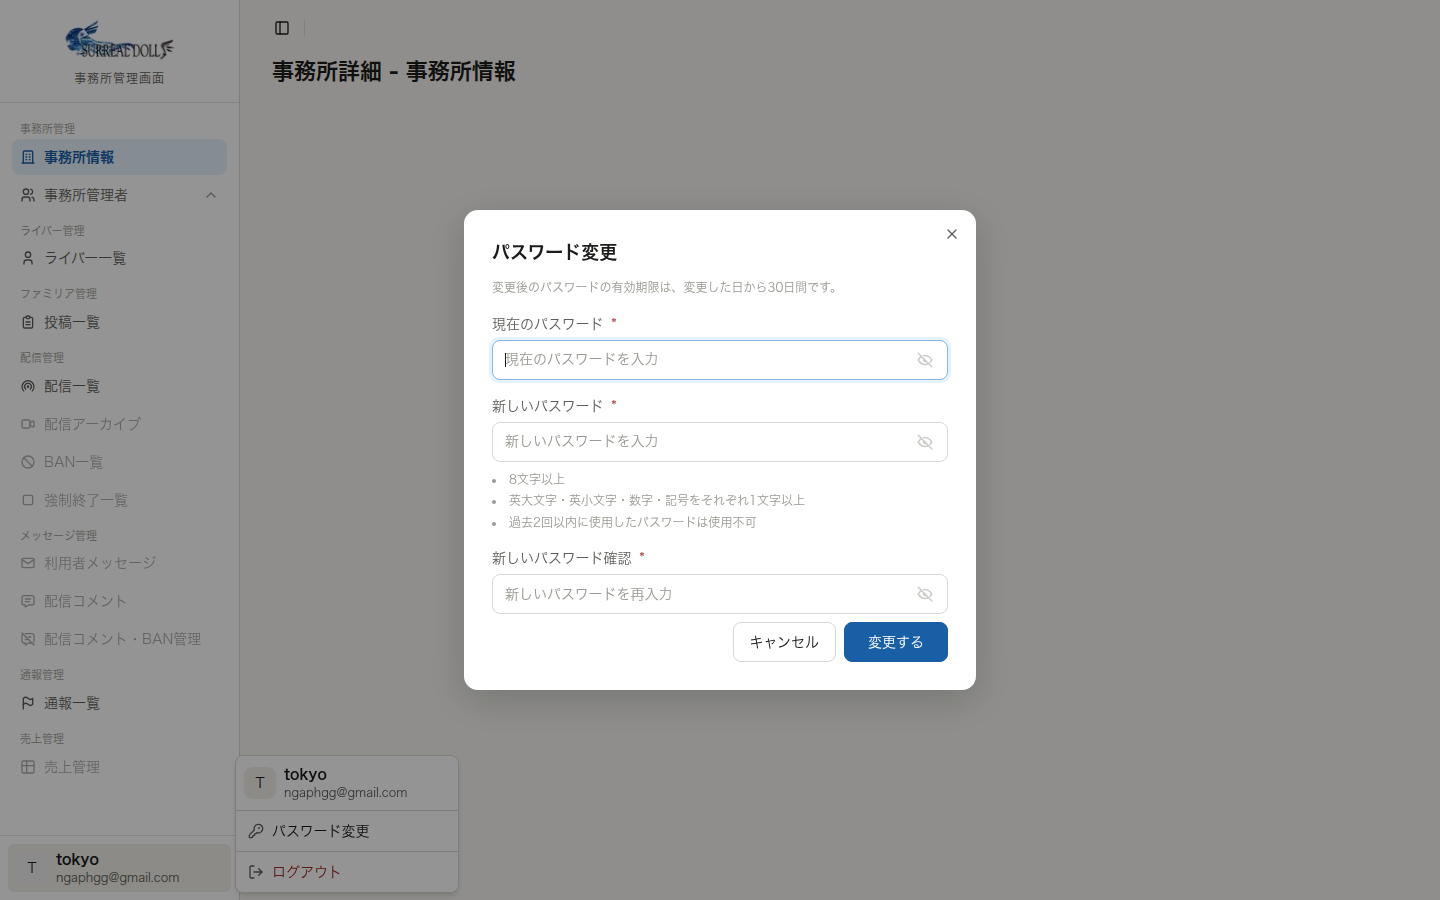 SURREAL DOLL
事務所管理画面
事務所管理
事務所情報
事務所管理者
ライバー管理
ライバー一覧
ファミリア管理
投稿一覧
配信管理
配信一覧
配信アーカイブ
BAN一覧
強制終了一覧
メッセージ管理
利用者メッセージ
配信コメント
配信コメント・BAN管理
通報管理
通報一覧
売上管理
売上管理
T
tokyo
ngaphgg@gmail.com
事務所詳細 - 事務所情報
パスワード変更
変更後のパスワードの有効期限は、変更した日から30日間です。
現在のパスワード *
現在のパスワードを入力
新しいパスワード *
新しいパスワードを入力
• 8文字以上
• 英大文字・英小文字・数字・記号をそれぞれ1文字以上
• 過去2回以内に使用したパスワードは使用不可
新しいパスワード確認 *
新しいパスワードを再入力
キャンセル
変更する
T
tokyo
ngaphgg@gmail.com
パスワード変更
ログアウト